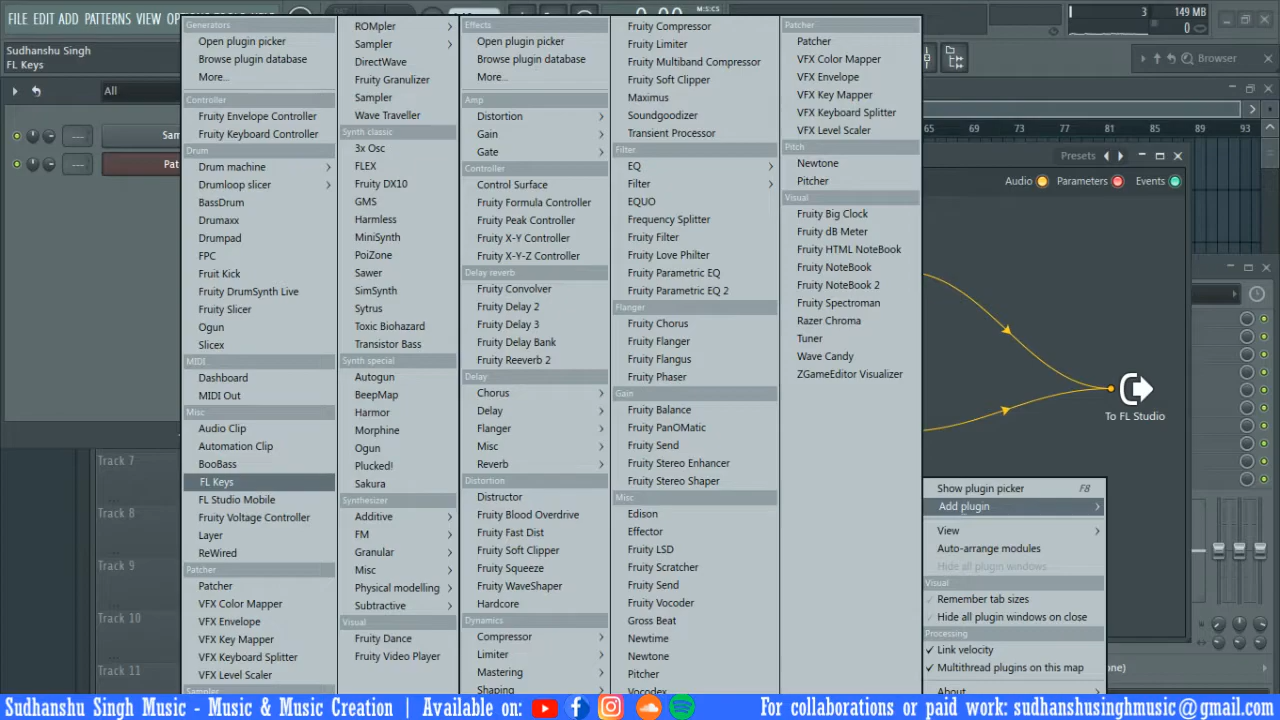 FILE EDIT ADD PATTERNS VIEW
3
149 MB
0
M:S:CS
Sudhanshu Singh
FL Keys
All
Browser
Sam
Pat
Generators
Open plugin picker
Browse plugin database
More...
Controller
Fruity Envelope Controller
Fruity Keyboard Controller
Drum
Drum machine
Drumloop slicer
BassDrum
Drumaxx
Drumpad
FPC
Fruit Kick
Fruity DrumSynth Live
Fruity Slicer
Ogun
Slicex
MIDI
Dashboard
MIDI Out
Misc
Audio Clip
Automation Clip
BooBass
FL Keys
FL Studio Mobile
Fruity Voltage Controller
Layer
ReWired
Patcher
Patcher
VFX Color Mapper
VFX Envelope
VFX Key Mapper
VFX Keyboard Splitter
VFX Level Scaler
Sampler
ROMpler
Sampler
DirectWave
Fruity Granulizer
Sampler
Wave Traveller
Synth classic
3x Osc
FLEX
Fruity DX10
GMS
Harmless
MiniSynth
PoiZone
Sawer
SimSynth
Sytrus
Toxic Biohazard
Transistor Bass
Synth special
Autogun
BeepMap
Harmor
Morphine
Ogun
Plucked!
Sakura
Synthesizer
Additive
FM
Granular
Misc
Physical modelling
Subtractive
Visual
Fruity Dance
Fruity Video Player
Effects
Open plugin picker
Browse plugin database
More...
Amp
Distortion
Gain
Gate
Controller
Control Surface
Fruity Formula Controller
Fruity Peak Controller
Fruity X-Y Controller
Fruity X-Y-Z Controller
Delay reverb
Fruity Convolver
Fruity Delay 2
Fruity Delay 3
Fruity Delay Bank
Fruity Reeverb 2
Delay
Chorus
Delay
Flanger
Misc
Reverb
Distortion
Distructor
Fruity Blood Overdrive
Fruity Fast Dist
Fruity Soft Clipper
Fruity Squeeze
Fruity WaveShaper
Hardcore
Dynamics
Compressor
Limiter
Mastering
Shaping
Fruity Compressor
Fruity Limiter
Fruity Multiband Compressor
Fruity Soft Clipper
Maximus
Soundgoodizer
Transient Processor
Filter
EQ
Filter
EQUO
Frequency Splitter
Fruity Filter
Fruity Love Philter
Fruity Parametric EQ
Fruity Parametric EQ 2
Flanger
Fruity Chorus
Fruity Flanger
Fruity Flangus
Fruity Phaser
Gain
Fruity Balance
Fruity PanOMatic
Fruity Send
Fruity Stereo Enhancer
Fruity Stereo Shaper
Misc
Edison
Effector
Fruity LSD
Fruity Scratcher
Fruity Send
Fruity Vocoder
Gross Beat
Newtime
Newtone
Pitcher
Vocodex
Patcher
Patcher
VFX Color Mapper
VFX Envelope
VFX Key Mapper
VFX Keyboard Splitter
VFX Level Scaler
Pitch
Newtone
Pitcher
Visual
Fruity Big Clock
Fruity dB Meter
Fruity HTML NoteBook
Fruity NoteBook
Fruity NoteBook 2
Fruity Spectroman
Razer Chroma
Tuner
Wave Candy
ZGameEditor Visualizer
65 69 73 77 81 85 89 93
Presets
Audio Parameters Events
To FL Studio
Show plugin picker F8
Add plugin
View
Auto-arrange modules
Hide all plugin windows
Visual
Remember tab sizes
Hide all plugin windows on close
Processing
Link velocity
Multithread plugins on this map
About
Track 7
Track 8
Track 9
Track 10
Track 11
Sudhanshu Singh Music - Music & Music Creation | Available on: | For collaborations or paid work: sudhanshusinghmusic@gmail.com